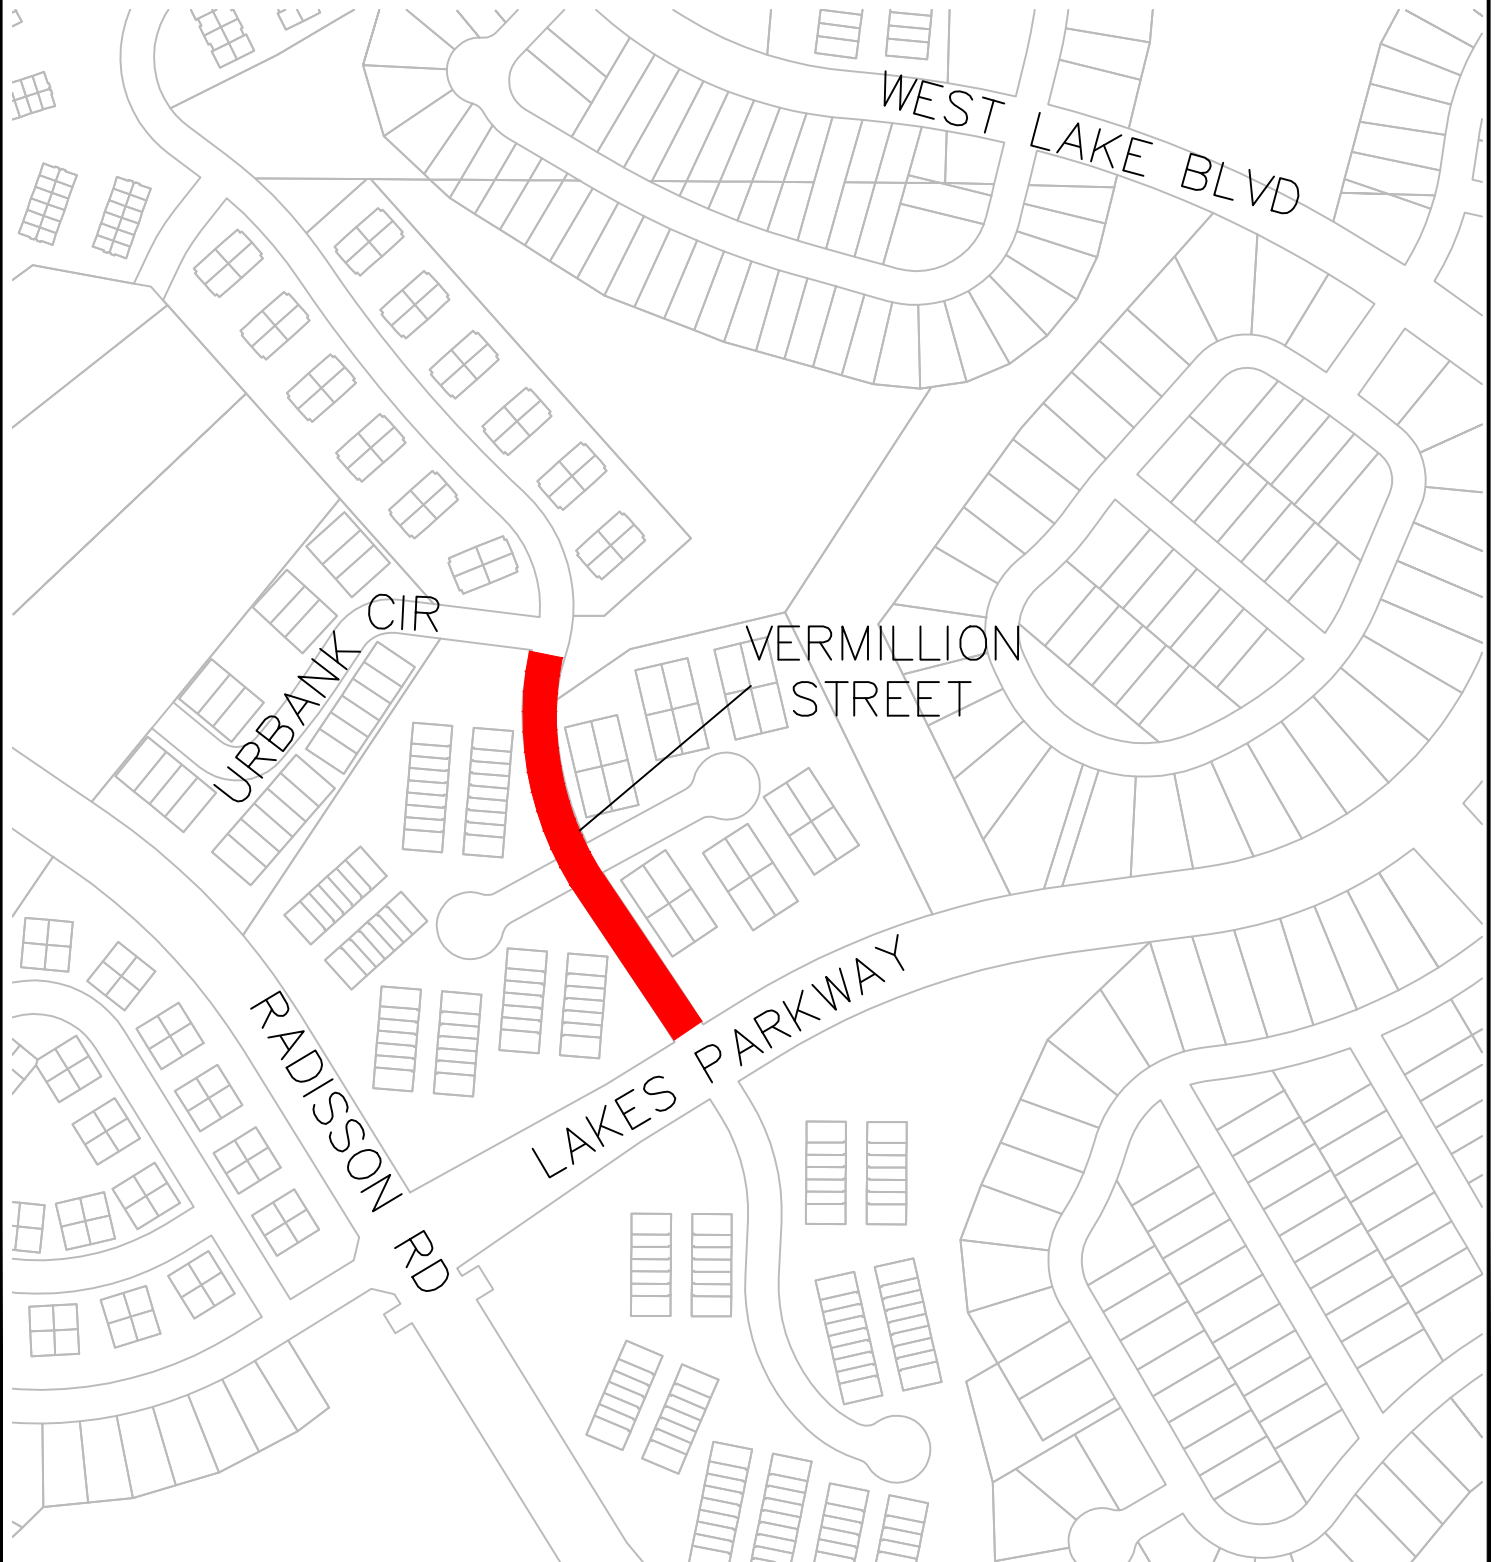 WEST LAKE BLVD
CIR
URBANK
VERMILLION
STREET
LAKES PARKWAY
RADISSON RD